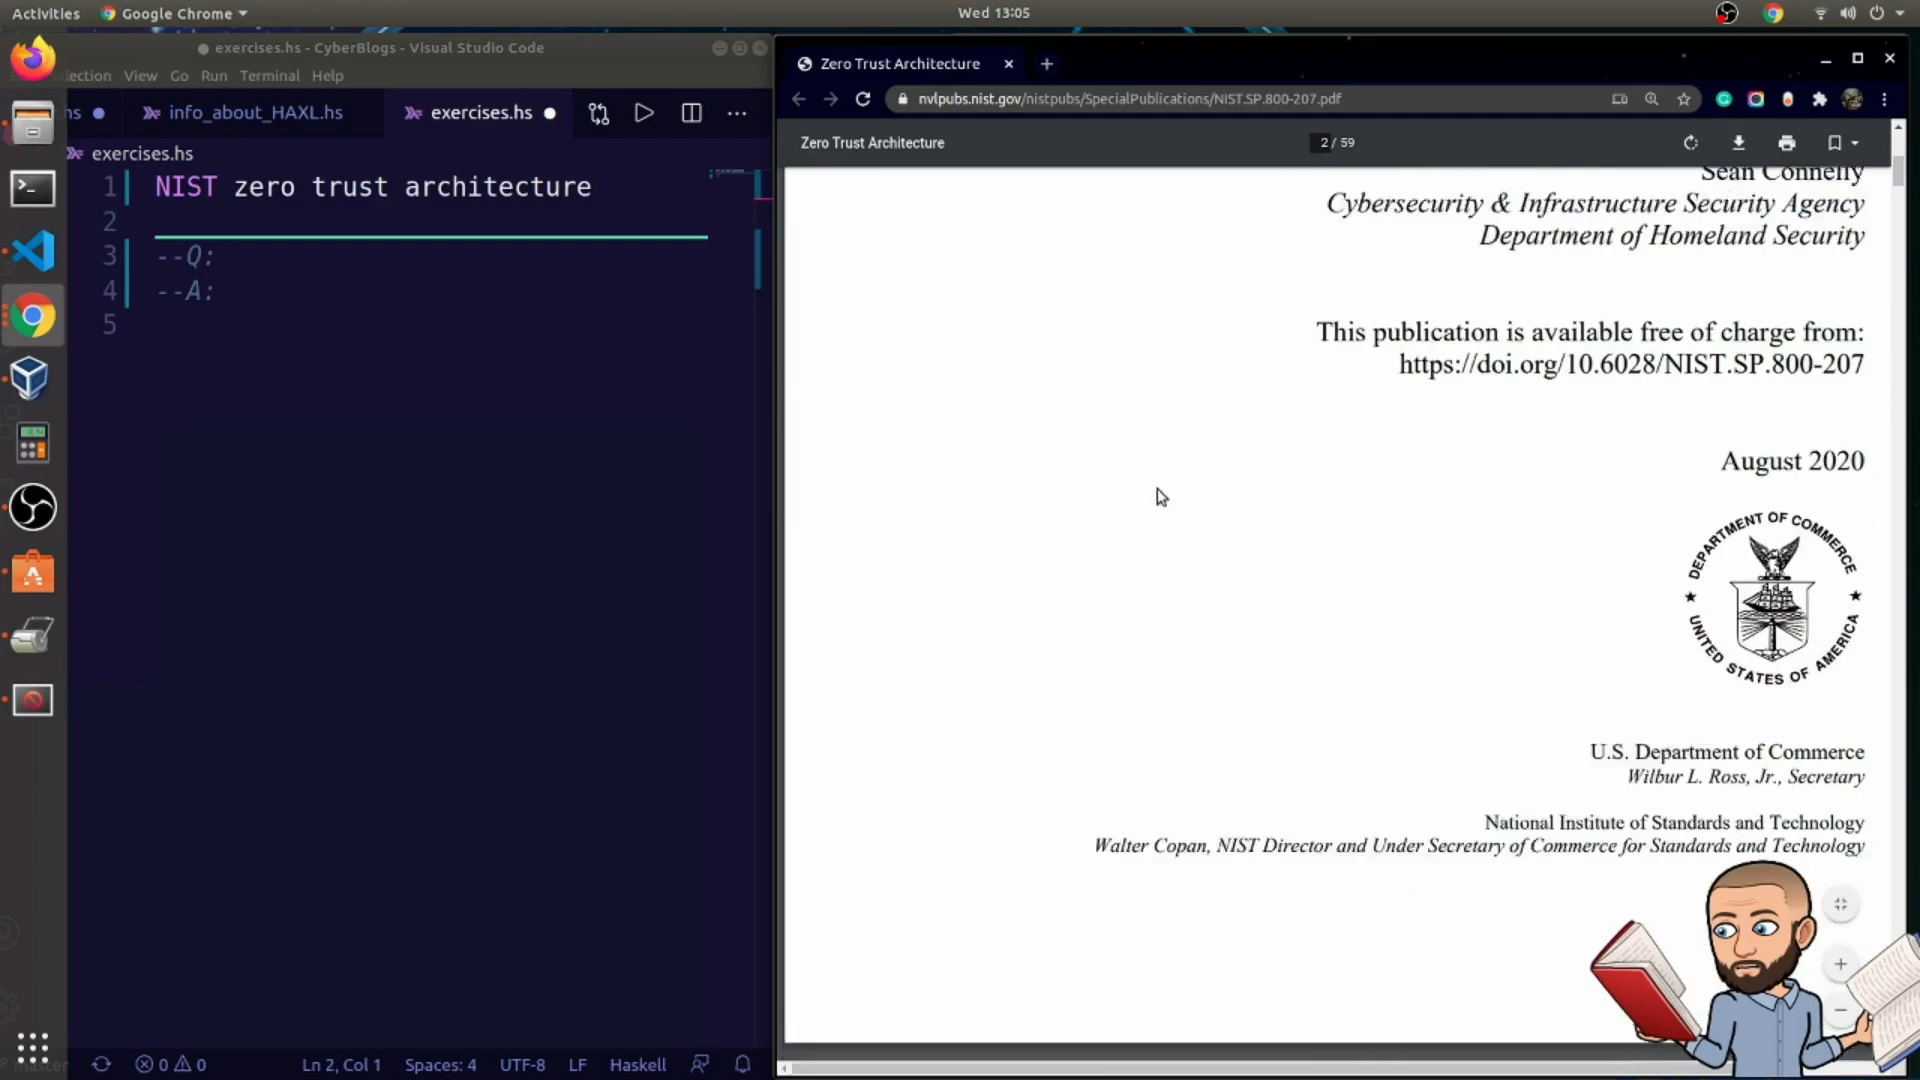 Activities
Google Chrome
Wed 13:05
exercises.hs - CyberBlogs - Visual Studio Code
lection View Go Run Terminal Help
.hs
info_about_HAXL.hs
exercises.hs
exercises.hs
1 NIST zero trust architecture
2
3 --Q:
4 --A:
5
Ln 2, Col 1
Spaces: 4
UTF-8
LF
Haskell
0
0
Zero Trust Architecture
nvlpubs.nist.gov/nistpubs/SpecialPublications/NIST.SP.800-207.pdf
Zero Trust Architecture
2 / 59
Sean Connelly
Cybersecurity & Infrastructure Security Agency
Department of Homeland Security
This publication is available free of charge from:
https://doi.org/10.6028/NIST.SP.800-207
August 2020
DEPARTMENT OF COMMERCE
UNITED STATES OF AMERICA
U.S. Department of Commerce
Wilbur L. Ross, Jr., Secretary
National Institute of Standards and Technology
Walter Copan, NIST Director and Under Secretary of Commerce for Standards and Technology